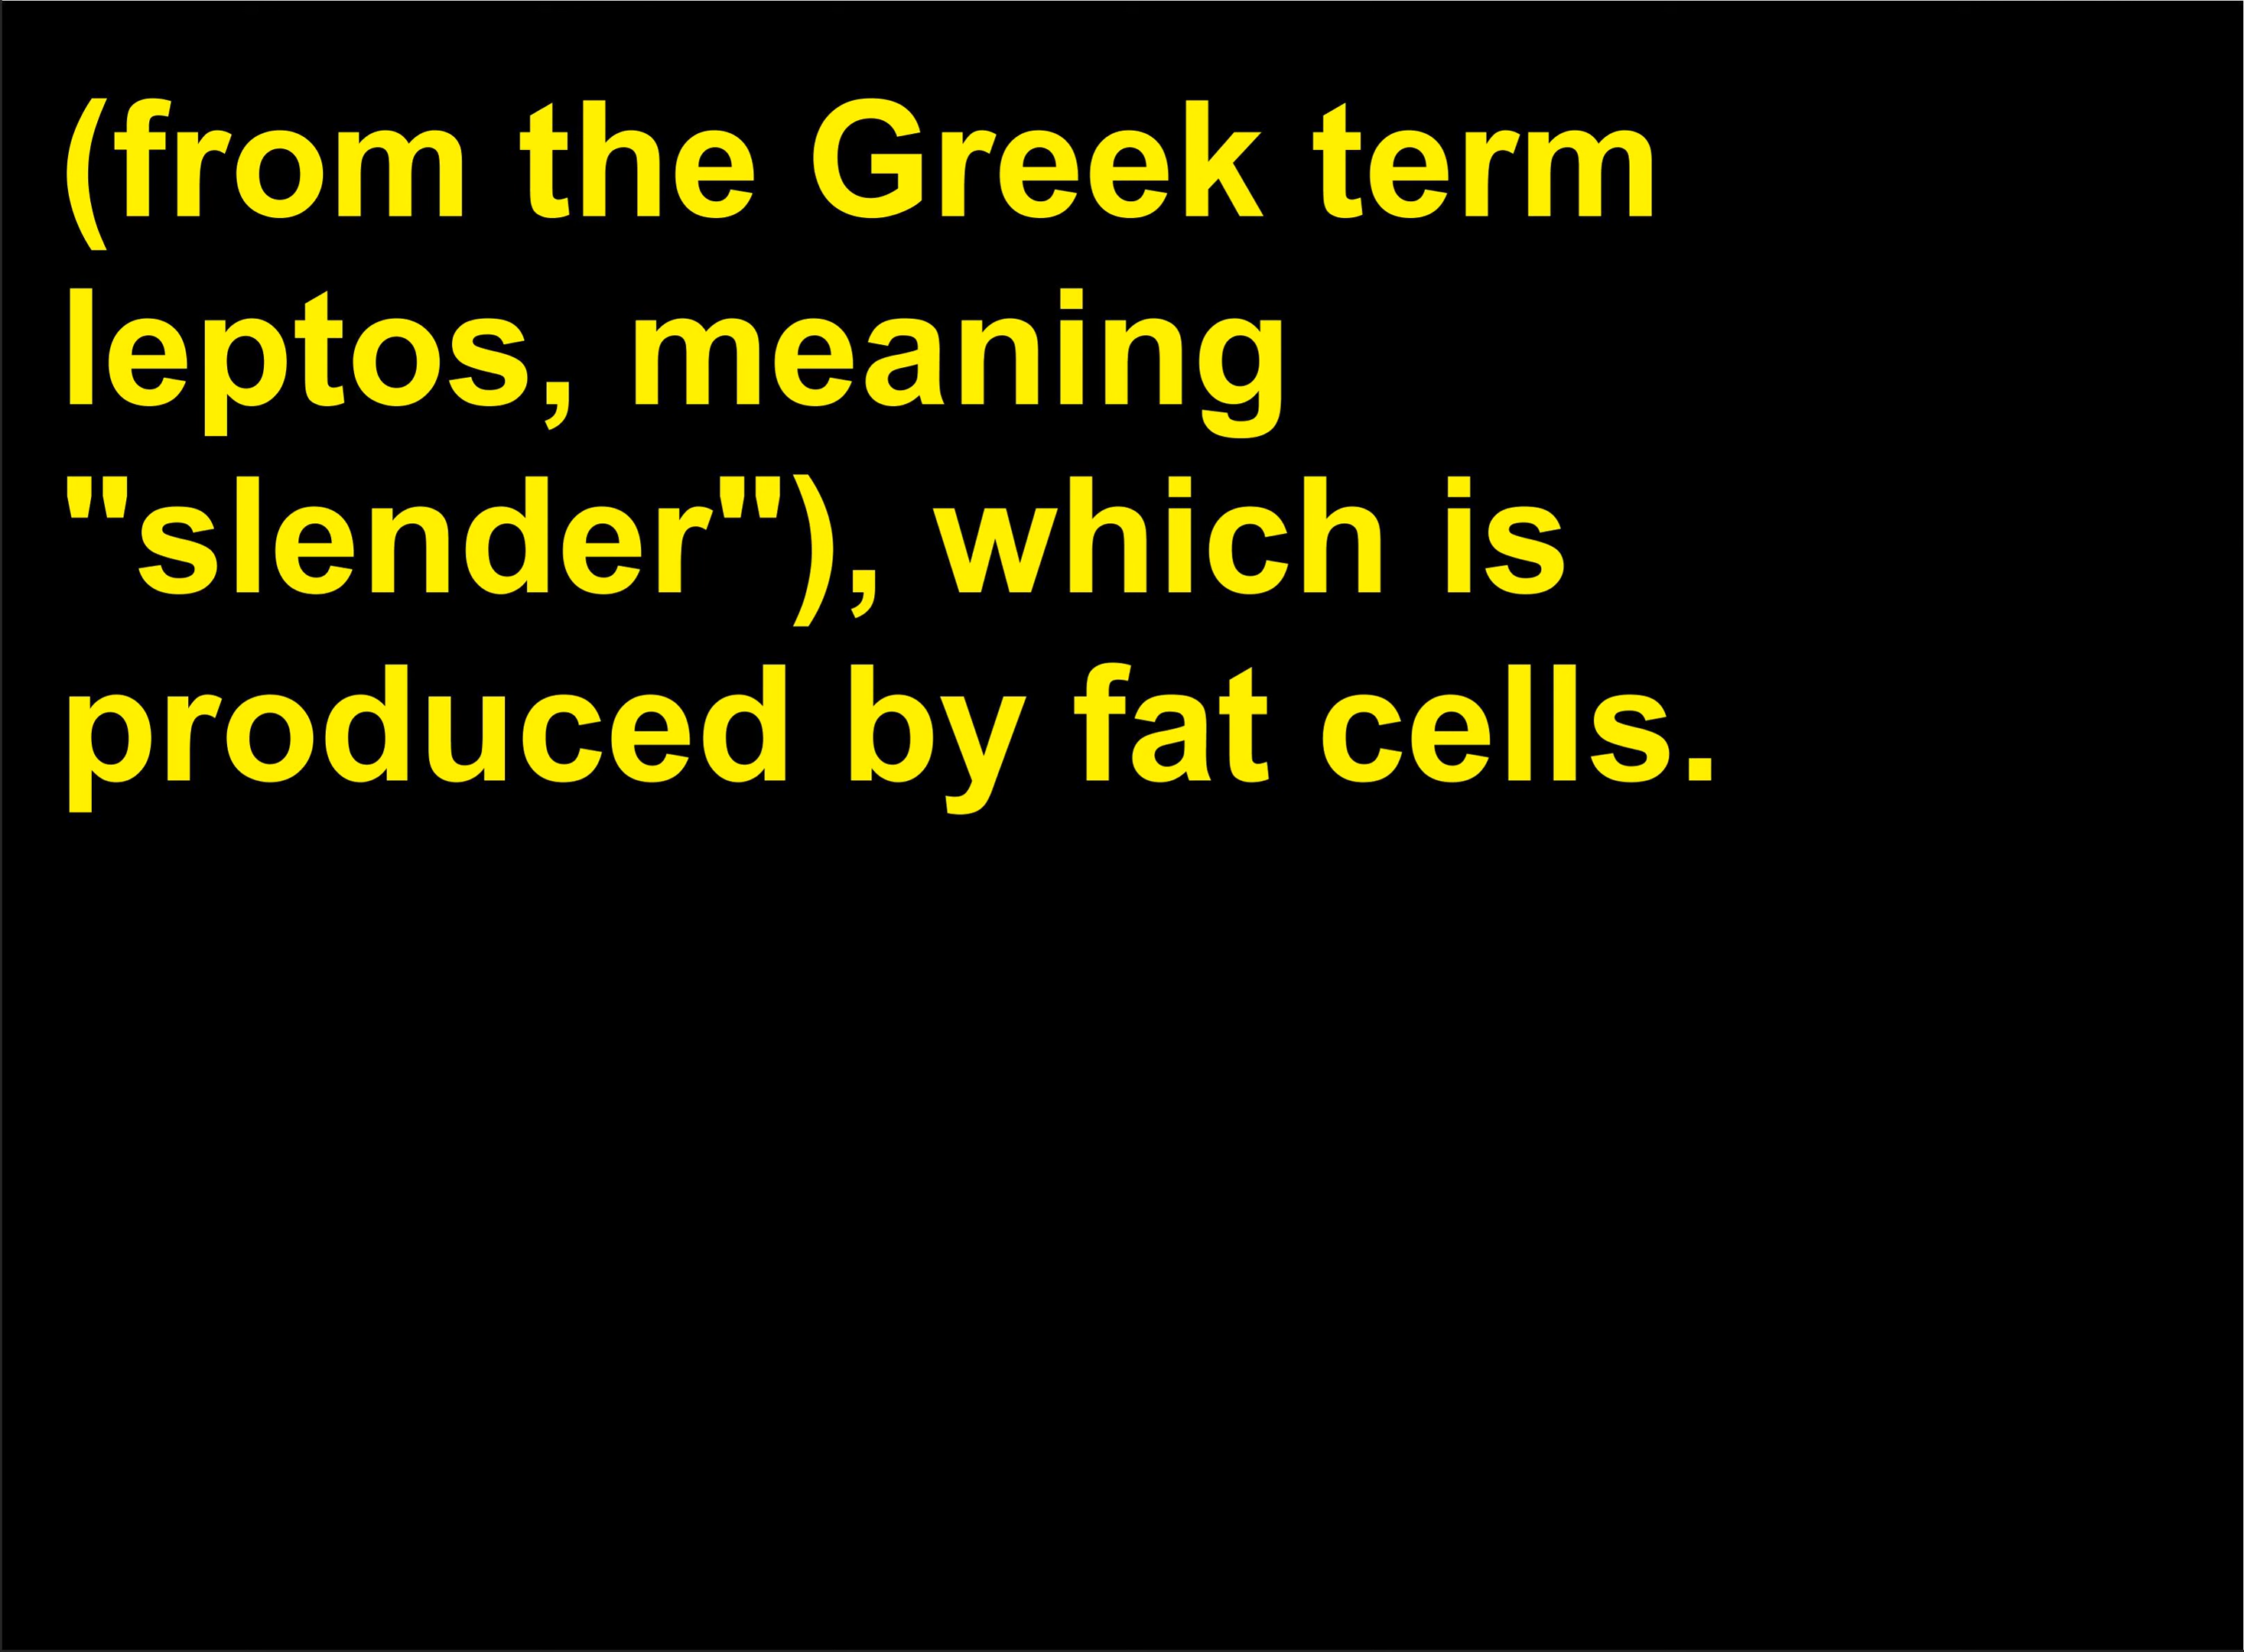 (from the Greek term
leptos, meaning
"slender"), which is
produced by fat cells.